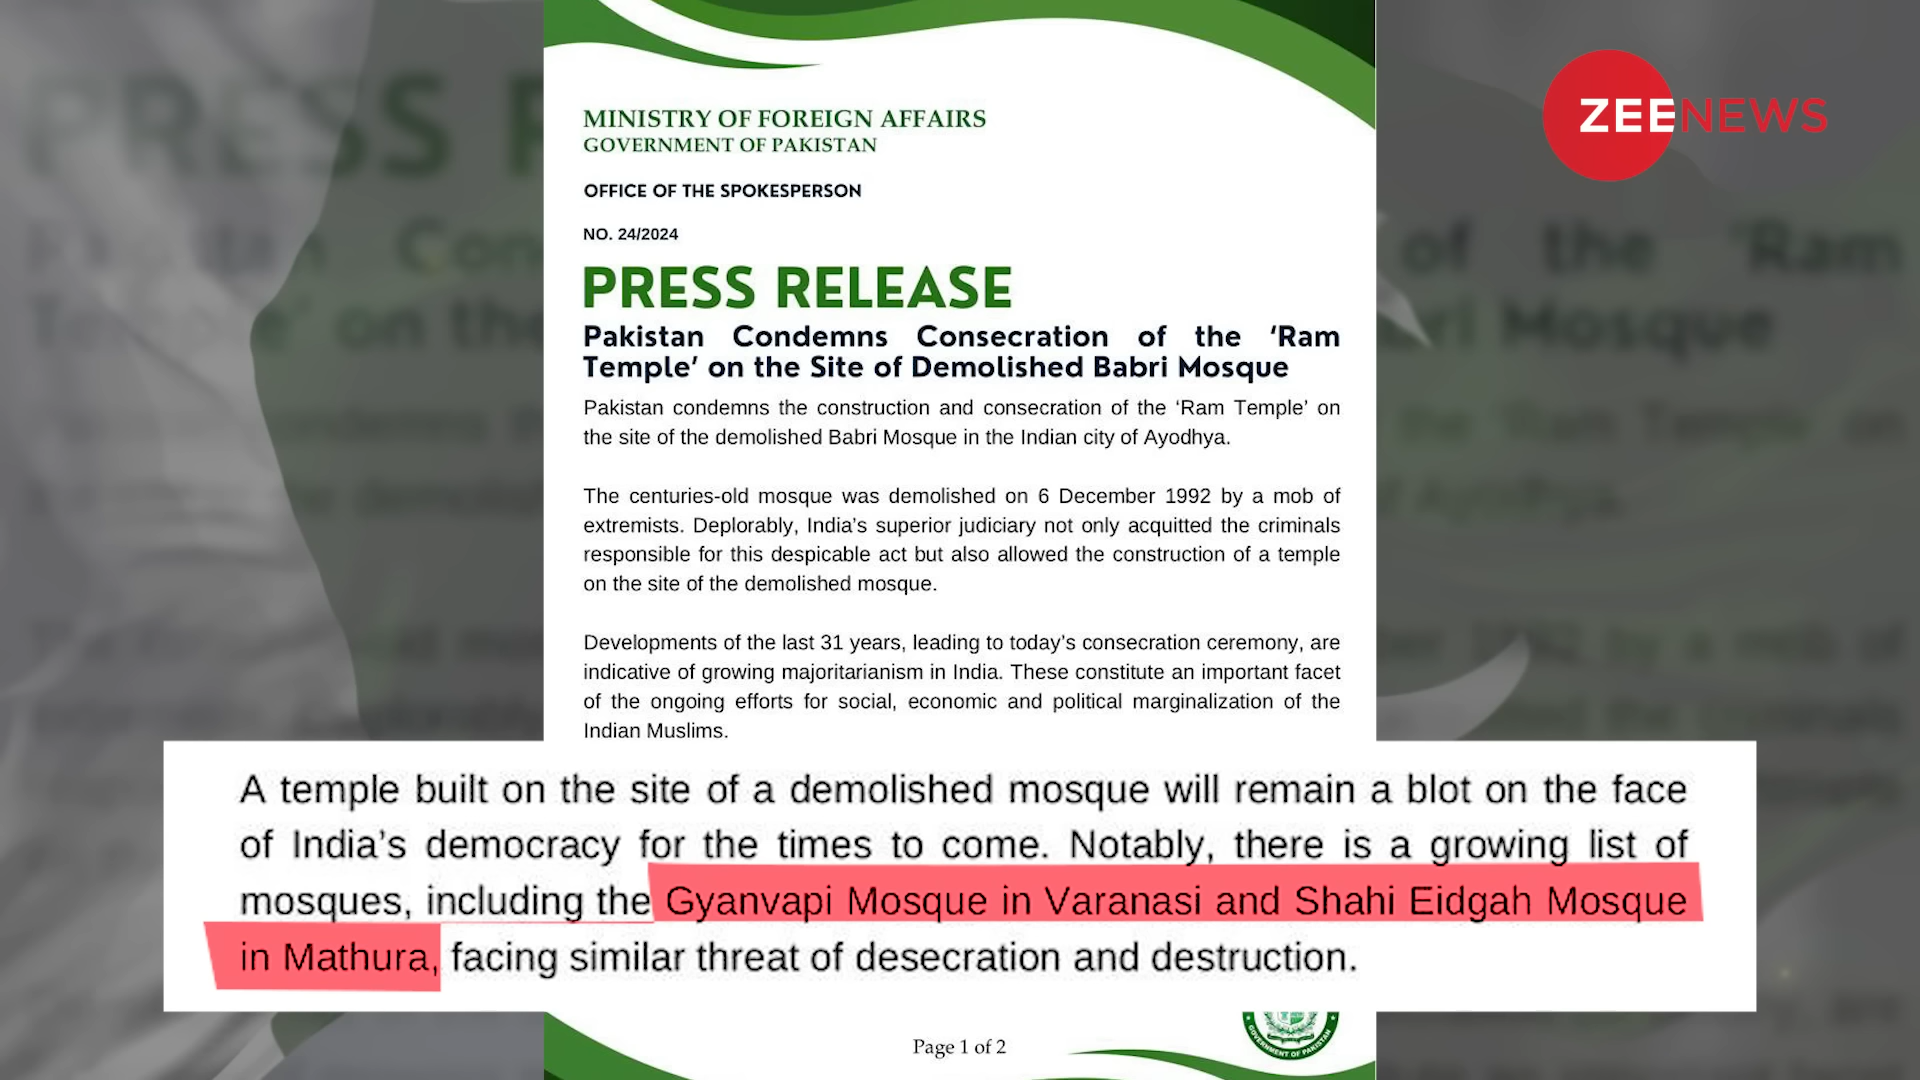 ZEENEWS
MINISTRY OF FOREIGN AFFAIRS
GOVERNMENT OF PAKISTAN
OFFICE OF THE SPOKESPERSON
NO. 24/2024
PRESS RELEASE
Pakistan Condemns Consecration of the ‘Ram
Temple’ on the Site of Demolished Babri Mosque
Pakistan condemns the construction and consecration of the ‘Ram Temple’ on
the site of the demolished Babri Mosque in the Indian city of Ayodhya.
The centuries-old mosque was demolished on 6 December 1992 by a mob of
extremists. Deplorably, India’s superior judiciary not only acquitted the criminals
responsible for this despicable act but also allowed the construction of a temple
on the site of the demolished mosque.
Developments of the last 31 years, leading to today’s consecration ceremony, are
indicative of growing majoritarianism in India. These constitute an important facet
of the ongoing efforts for social, economic and political marginalization of the
Indian Muslims.
A temple built on the site of a demolished mosque will remain a blot on the face
of India’s democracy for the times to come. Notably, there is a growing list of
mosques, including the Gyanvapi Mosque in Varanasi and Shahi Eidgah Mosque
in Mathura, facing similar threat of desecration and destruction.
GOVERNMENT OF PAKISTAN
Page 1 of 2